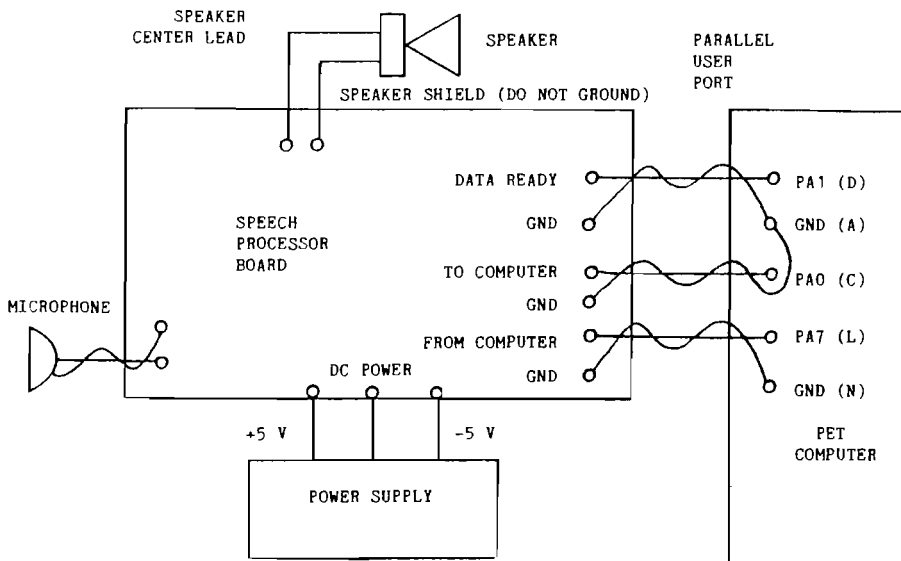 SPEAKER
CENTER LEAD
SPEAKER
PARALLEL
USER
PORT
SPEAKER SHIELD (DO NOT GROUND)
DATA READY
PA1 (D)
GND
GND (A)
SPEECH
PROCESSOR
BOARD
TO COMPUTER
PA0 (C)
GND
MICROPHONE
FROM COMPUTER
PA7 (L)
GND
GND (N)
DC POWER
+5 V
-5 V
PET
COMPUTER
POWER SUPPLY